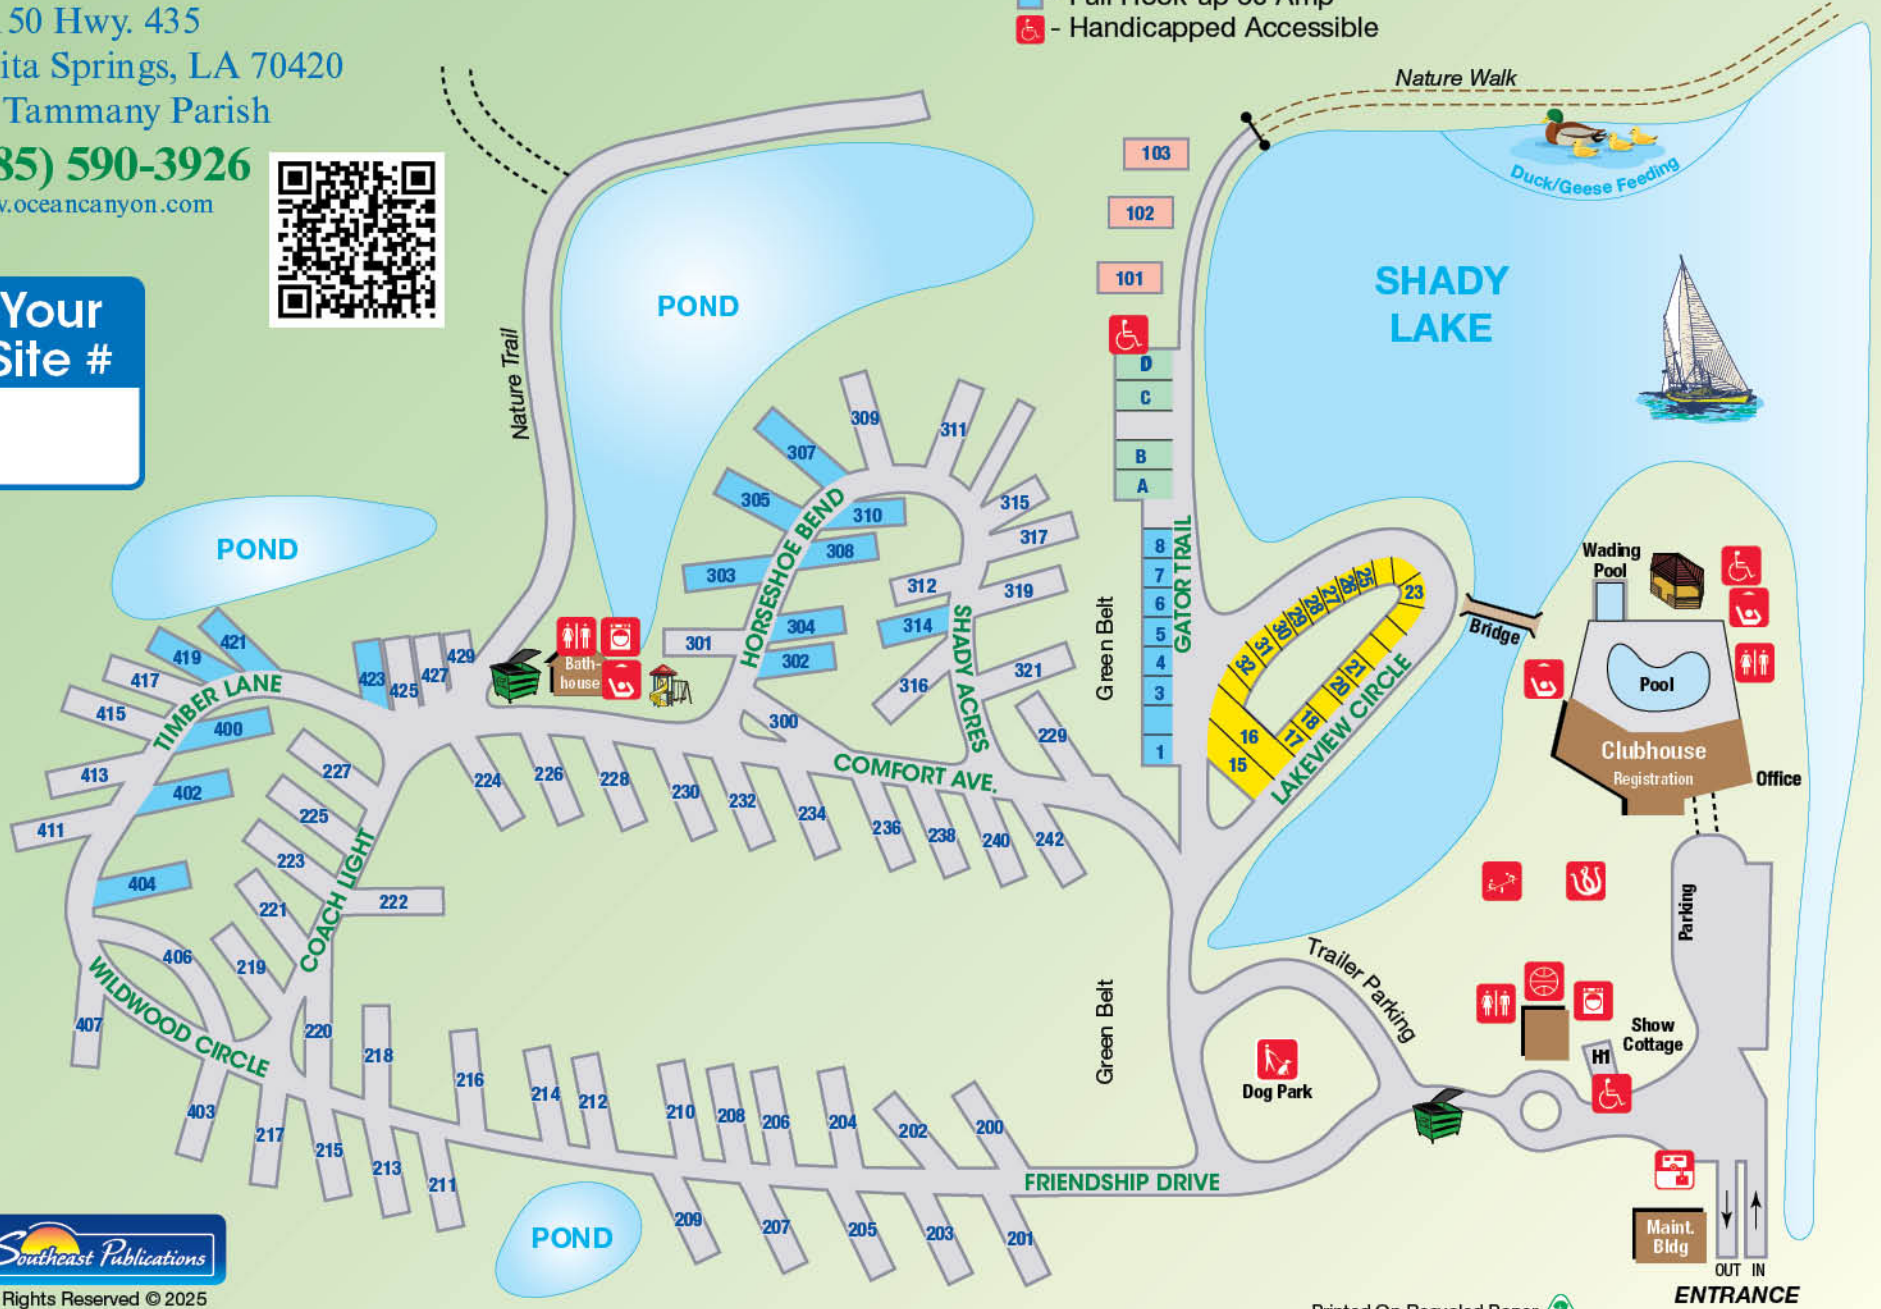 50 Hwy. 435
ita Springs, LA 70420
Tammany Parish
85) 590-3926
w.oceancanyon.com
- Handicapped Accessible
Your
Site #
Nature Walk
Duck/Geese Feeding
SHADY
LAKE
POND
Nature Trail
POND
103
102
101
D
C
B
A
8
7
6
5
4
3
1
GATOR TRAIL
Green Belt
309
311
307
305
310
308
303
315
317
312
319
314
304
301
302
316
321
300
229
HORSESHOE BEND
SHADY ACRES
COMFORT AVE.
25
26
27
28
29
30
31
32
23
21
20
18
17
16
15
LAKEVIEW CIRCLE
Bridge
Wading
Pool
Pool
Clubhouse
Registration
Office
Parking
421
419
417
415
413
411
423
425
427
429
Bath-
house
TIMBER LANE
400
402
404
227
225
223
221
219
222
COACH LIGHT
224
226
228
230
232
234
236
238
240
242
406
407
WILDWOOD CIRCLE
403
220
218
216
214
212
210
208
206
204
202
200
217
215
213
211
209
207
205
203
201
FRIENDSHIP DRIVE
Green Belt
Trailer Parking
Dog Park
Show
Cottage
H1
POND
Maint.
Bldg
OUT IN
ENTRANCE
Southeast Publications
Rights Reserved © 2025